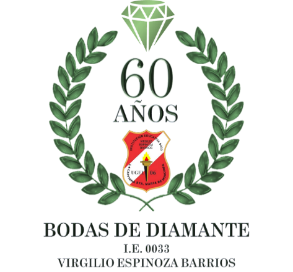 60
AÑOS
BODAS DE DIAMANTE
I.E. 0033
VIRGILIO ESPINOZA BARRIOS